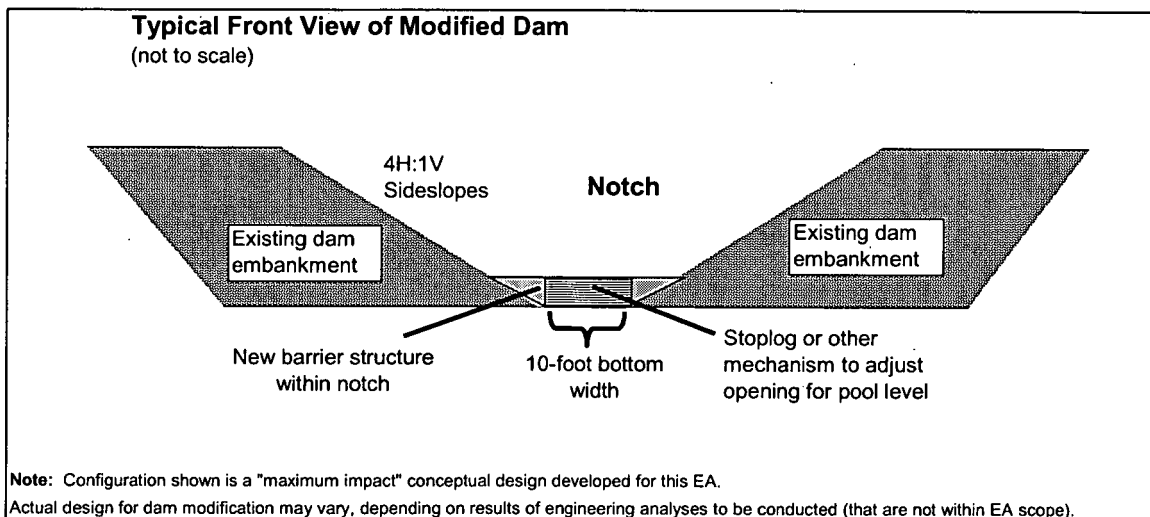 Typical Front View of Modified Dam
(not to scale)
4H:1V
Sideslopes
Notch
Existing dam
embankment
Existing dam
embankment
New barrier structure
within notch
10-foot bottom
width
Stoplog or other
mechanism to adjust
opening for pool level
Note: Configuration shown is a "maximum impact" conceptual design developed for this EA.
Actual design for dam modification may vary, depending on results of engineering analyses to be conducted (that are not within EA scope).